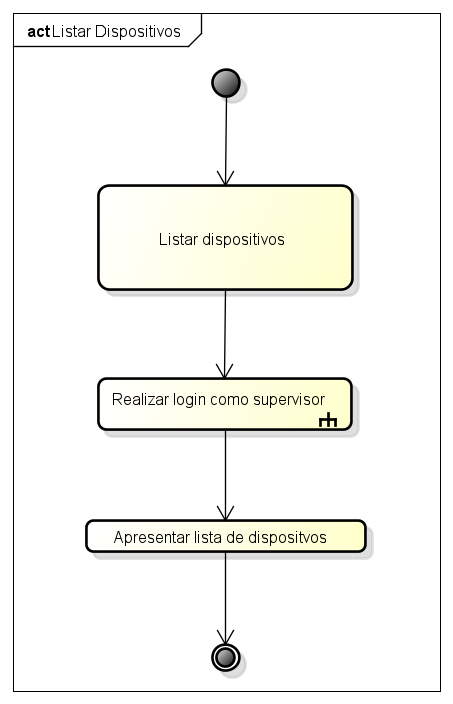 act Listar Dispositivos
Listar dispositivos
Realizar login como supervisor
Apresentar lista de dispositvos